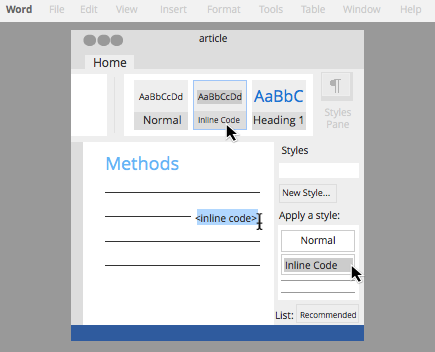 Word File Edit View Insert Format Tools Table Window Help
article
Home
AaBbCcDd AaBbCcDd AaBbC
Normal Inline Code Heading 1
¶
Styles
Pane
Methods
<inline code>
Styles
New Style...
Apply a style:
Normal
Inline Code
List: Recommended